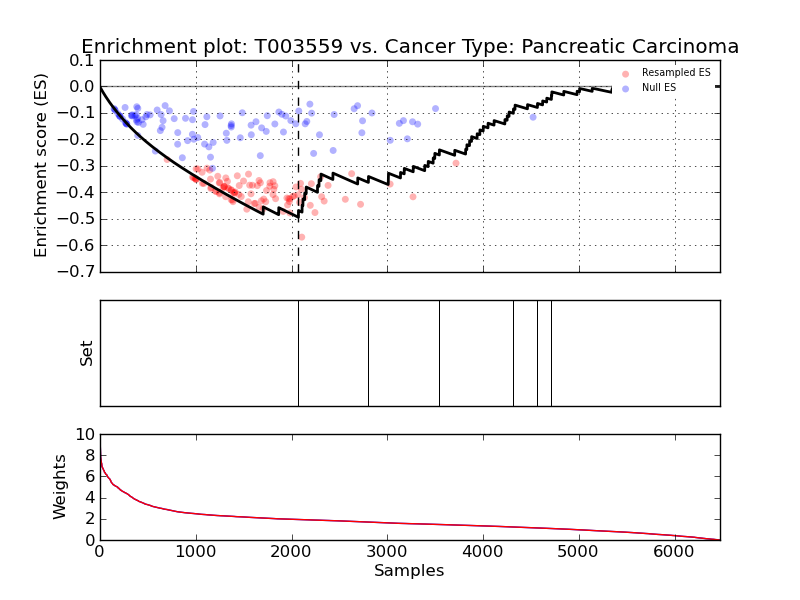 Enrichment plot: T003559 vs. Cancer Type: Pancreatic Carcinoma
Enrichment score (ES)
0.1
0.0
−0.1
−0.2
−0.3
−0.4
−0.5
−0.6
−0.7
Resampled ES
Null ES
Set
Weights
10
8
6
4
2
0
0 1000 2000 3000 4000 5000 6000
Samples